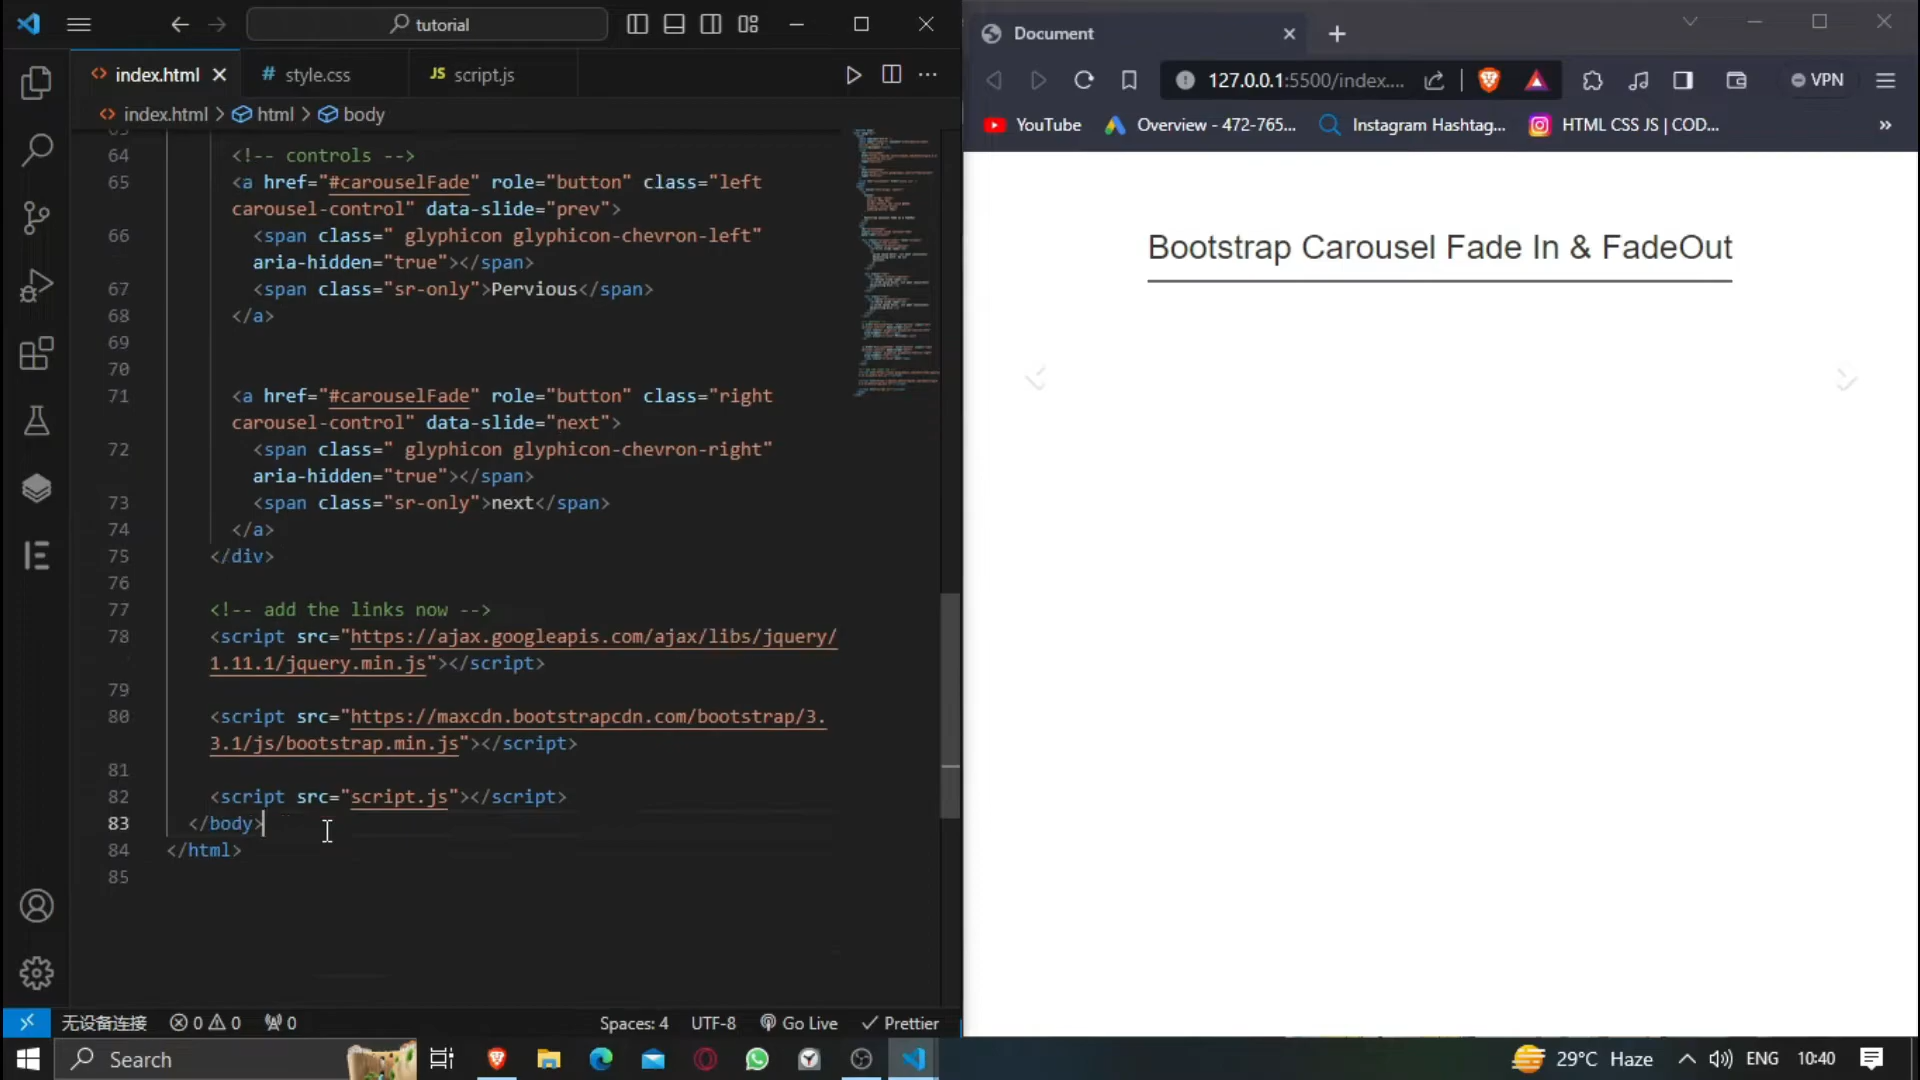 tutorial
index.html
# style.css
JS script.js
index.html > html > body
63
64 <!-- controls -->
65 <a href="#carouselFade" role="button" class="left
carousel-control" data-slide="prev">
66 <span class=" glyphicon glyphicon-chevron-left"
aria-hidden="true"></span>
67 <span class="sr-only">Pervious</span>
68 </a>
69
70
71 <a href="#carouselFade" role="button" class="right
carousel-control" data-slide="next">
72 <span class=" glyphicon glyphicon-chevron-right"
aria-hidden="true"></span>
73 <span class="sr-only">next</span>
74 </a>
75 </div>
76
77 <!-- add the links now -->
78 <script src="https://ajax.googleapis.com/ajax/libs/jquery/
1.11.1/jquery.min.js"></script>
79
80 <script src="https://maxcdn.bootstrapcdn.com/bootstrap/3.
3.1/js/bootstrap.min.js"></script>
81
82 <script src="script.js"></script>
83 </body>
84 </html>
85
无设备连接 0 0 0 Spaces: 4 UTF-8 Go Live Prettier
Document
127.0.0.1:5500/index.... VPN
YouTube Overview - 472-765... Instagram Hashtag... HTML CSS JS | COD... »
Bootstrap Carousel Fade In & FadeOut
Search
29°C Haze ENG 10:40